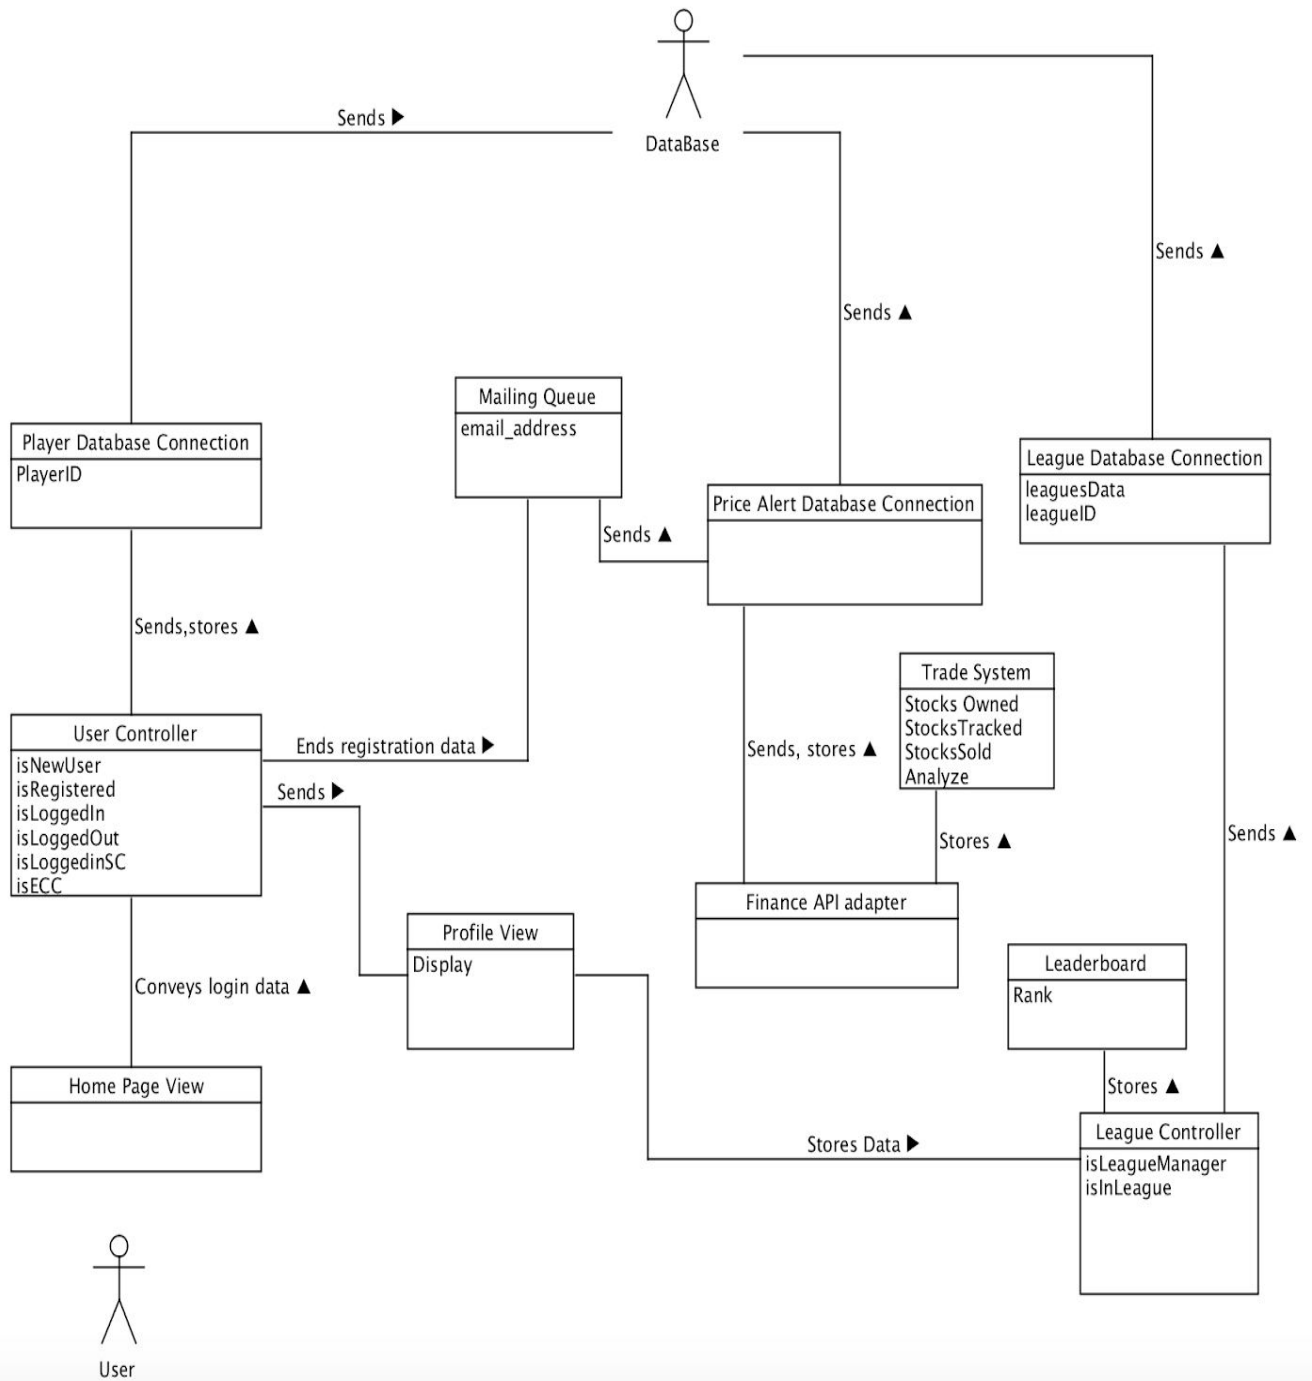 Sends ▶
DataBase
Sends ▲
Sends ▲
Mailing Queue
email_address
Player Database Connection
PlayerID
League Database Connection
leaguesData
leagueID
Price Alert Database Connection
Sends ▲
Sends,stores ▲
Trade System
Stocks Owned
StocksTracked
StocksSold
Analyze
User Controller
isNewUser
isRegistered
isLoggedIn
isLoggedOut
isLoggedinSC
isECC
Ends registration data ▶
Sends ▶
Sends, stores ▲
Stores ▲
Sends ▲
Finance API adapter
Profile View
Display
Leaderboard
Rank
Conveys login data ▲
Home Page View
Stores ▲
Stores Data ▶
League Controller
isLeagueManager
isInLeague
User